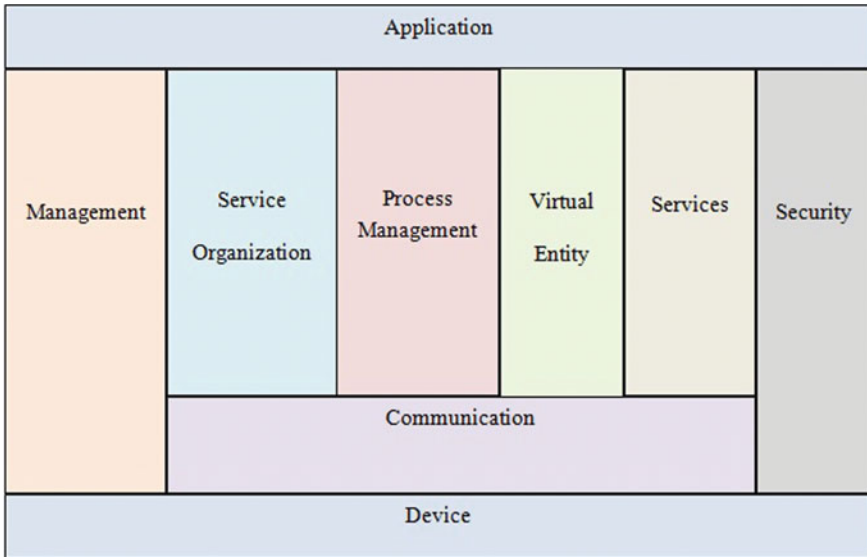 Application
Management
Service
Organization
Process
Management
Virtual
Entity
Services
Security
Communication
Device